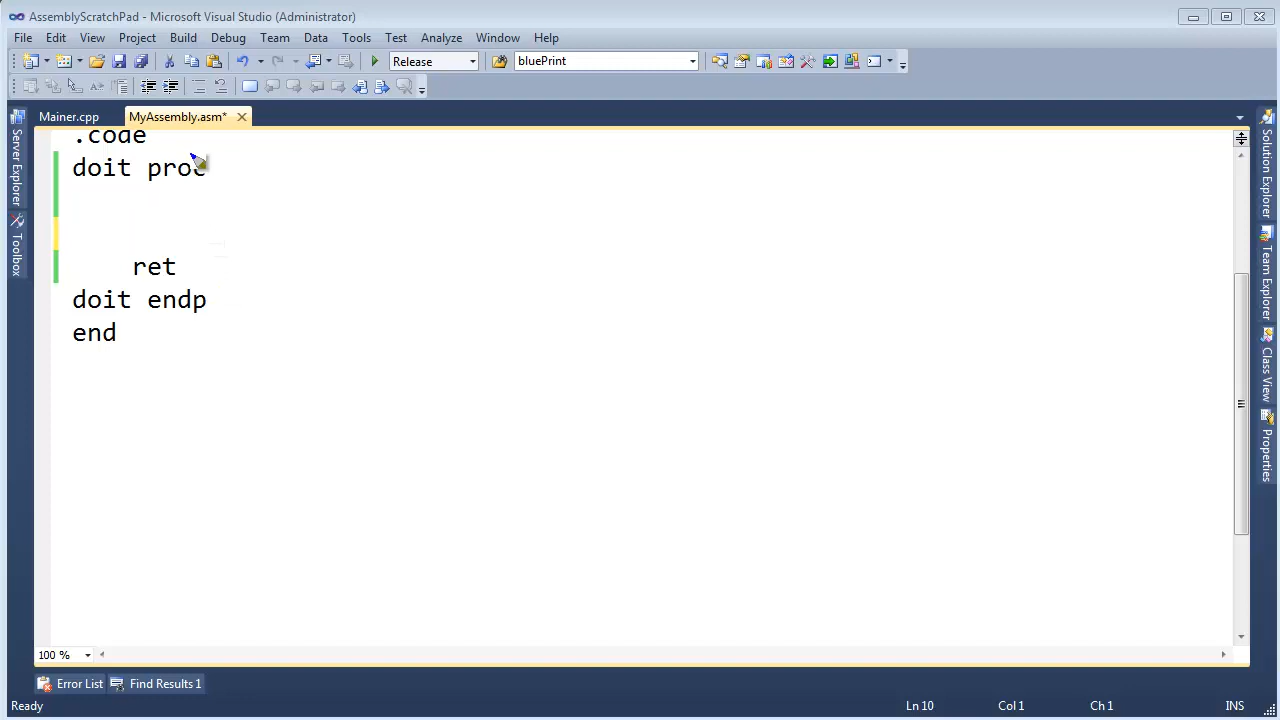 AssemblyScratchPad - Microsoft Visual Studio (Administrator)
File Edit View Project Build Debug Team Data Tools Test Analyze Window Help
Release bluePrint
Mainer.cpp MyAssembly.asm*
.code
doit proc
ret
doit endp
end
Server Explorer
Toolbox
Solution Explorer
Team Explorer
Class View
Properties
100 %
Error List Find Results 1
Ready Ln 10 Col 1 Ch 1 INS